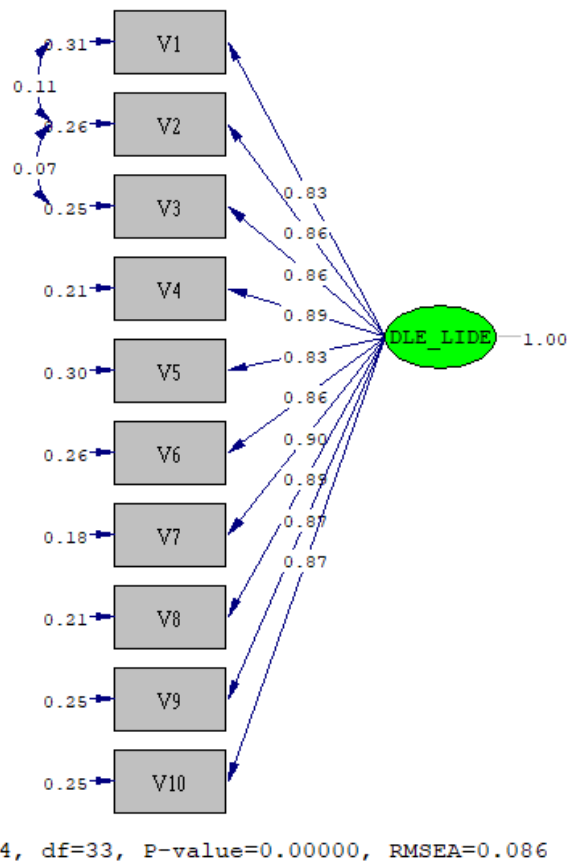 0.31 V1
0.11
0.26 V2
0.07
0.25 V3
0.21 V4
0.30 V5
0.26 V6
0.18 V7
0.21 V8
0.25 V9
0.25 V10
0.83
0.86
0.86
0.89
0.83
0.86
0.90
0.89
0.87
0.87
DLE_LIDE 1.00
4, df=33, P-value=0.00000, RMSEA=0.086